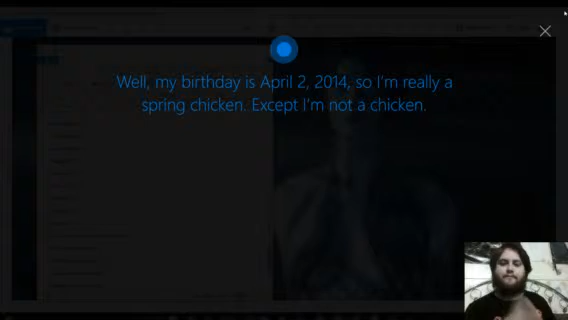 Well, my birthday is April 2, 2014, so I'm really a
spring chicken. Except I'm not a chicken.